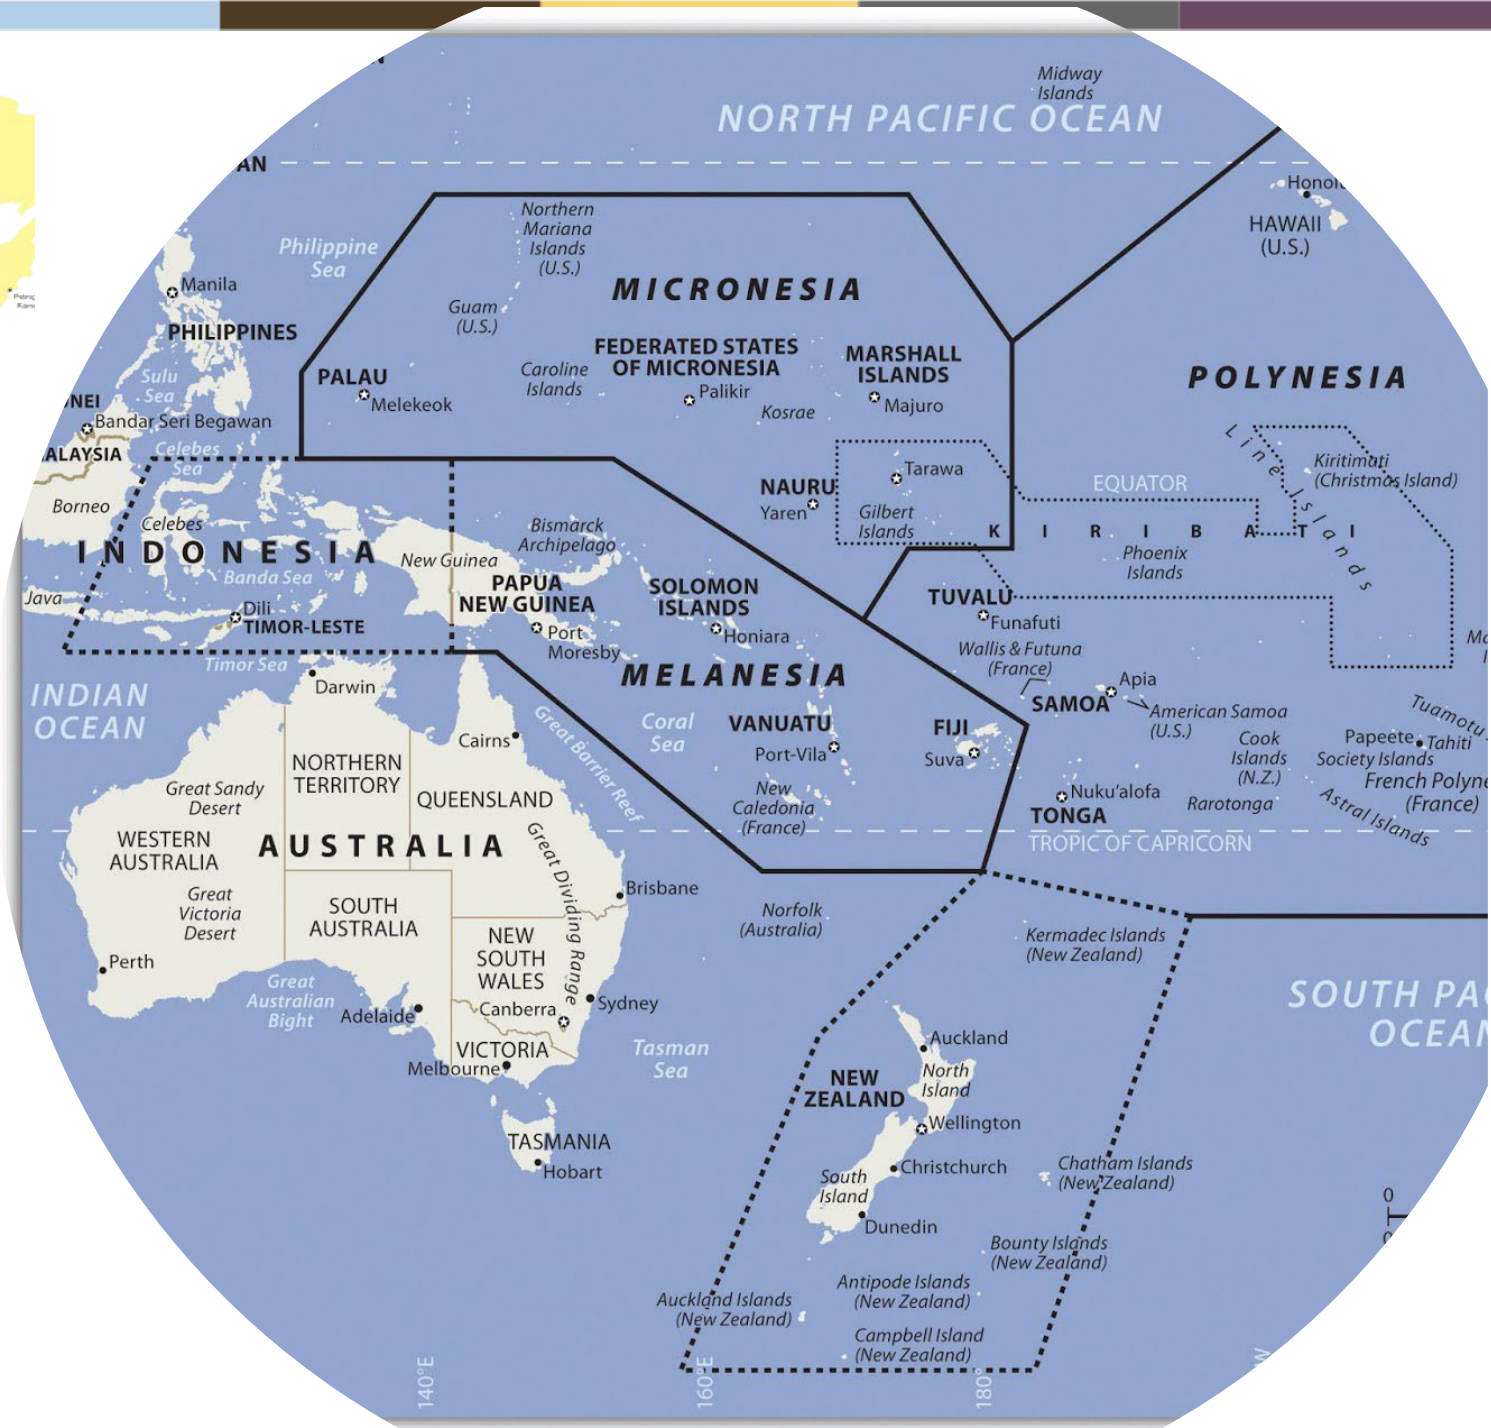 Midway
Islands
NORTH PACIFIC OCEAN
AN
Northern
Mariana
Islands
(U.S.)
Philippine
Sea
HAWAII
(U.S.)
Manila
MICRONESIA
Guam
(U.S.)
PHILIPPINES
FEDERATED STATES
OF MICRONESIA
MARSHALL
ISLANDS
PALAU
Melekeok
Caroline
Islands
Palikir
Kosrae
Majuro
POLYNESIA
Sulu
Sea
NEI
Bandar Seri Begawan
ALAYSIA
Celebes
Sea
Line Islands
Kiritimati
(Christmas Island)
Tarawa
EQUATOR
NAURU
Yaren
Gilbert
Islands
KIRIBATI
Phoenix
Islands
Borneo
Celebes
INDONESIA
Banda Sea
New Guinea
Bismarck
Archipelago
PAPUA
NEW GUINEA
SOLOMON
ISLANDS
Java
Dili
TIMOR-LESTE
Port
Moresby
Honiara
TUVALU
Funafuti
Wallis & Futuna
(France)
Timor Sea
MELANESIA
Apia
SAMOA
American Samoa
(U.S.)
INDIAN
OCEAN
Darwin
Cairns
Great Barrier Reef
Coral
Sea
VANUATU
Port-Vila
FIJI
Suva
Cook
Islands
(N.Z.)
Tuamotu
Papeete
Tahiti
Society Islands
French Polyne
(France)
NORTHERN
TERRITORY
Great Sandy
Desert
QUEENSLAND
New
Caledonia
(France)
Nuku'alofa
TONGA
Rarotonga
Astral Islands
TROPIC OF CAPRICORN
WESTERN
AUSTRALIA
AUSTRALIA
Great Dividing Range
Great
Victoria
Desert
SOUTH
AUSTRALIA
Brisbane
Norfolk
(Australia)
NEW
SOUTH
WALES
Kermadec Islands
(New Zealand)
Perth
Great
Australian
Bight
Adelaide
Canberra
Sydney
SOUTH PAC
OCEAN
VICTORIA
Melbourne
Tasman
Sea
Auckland
North
Island
NEW
ZEALAND
Wellington
TASMANIA
Hobart
South
Island
Christchurch
Chatham Islands
(New Zealand)
Dunedin
0
Bounty Islands
(New Zealand)
Antipode Islands
(New Zealand)
Auckland Islands
(New Zealand)
Campbell Island
(New Zealand)
140°E
160°E
180°